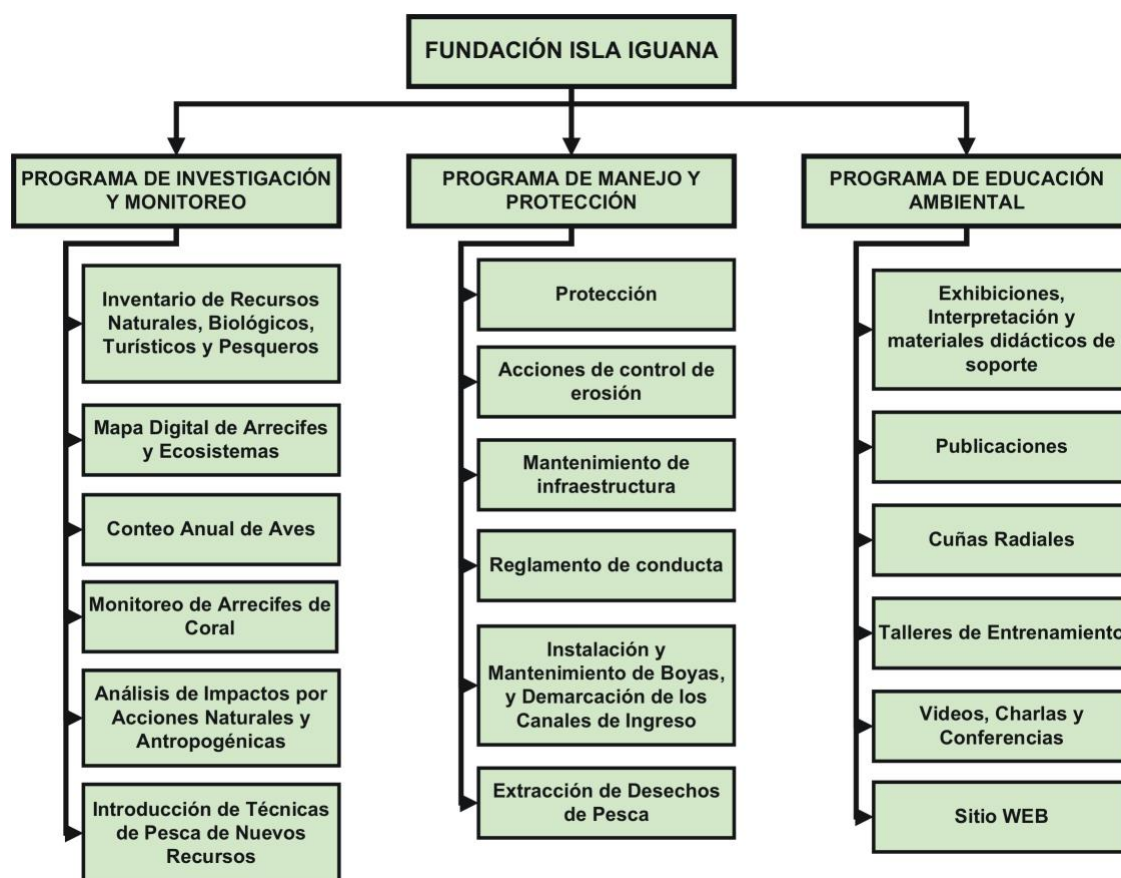 FUNDACIÓN ISLA IGUANA
PROGRAMA DE INVESTIGACIÓN
Y MONITOREO
Inventario de Recursos
Naturales, Biológicos,
Turísticos y Pesqueros
Mapa Digital de Arrecifes
y Ecosistemas
Conteo Anual de Aves
Monitoreo de Arrecifes de
Coral
Análisis de Impactos por
Acciones Naturales y
Antropogénicas
Introducción de Técnicas
de Pesca de Nuevos
Recursos
PROGRAMA DE MANEJO Y
PROTECCIÓN
Protección
Acciones de control de
erosión
Mantenimiento de
infraestructura
Reglamento de conducta
Instalación y
Mantenimiento de Boyas,
y Demarcación de los
Canales de Ingreso
Extracción de Desechos
de Pesca
PROGRAMA DE EDUCACIÓN
AMBIENTAL
Exhibiciones,
Interpretación y
materiales didácticos de
soporte
Publicaciones
Cuñas Radiales
Talleres de Entrenamiento
Videos, Charlas y
Conferencias
Sitio WEB